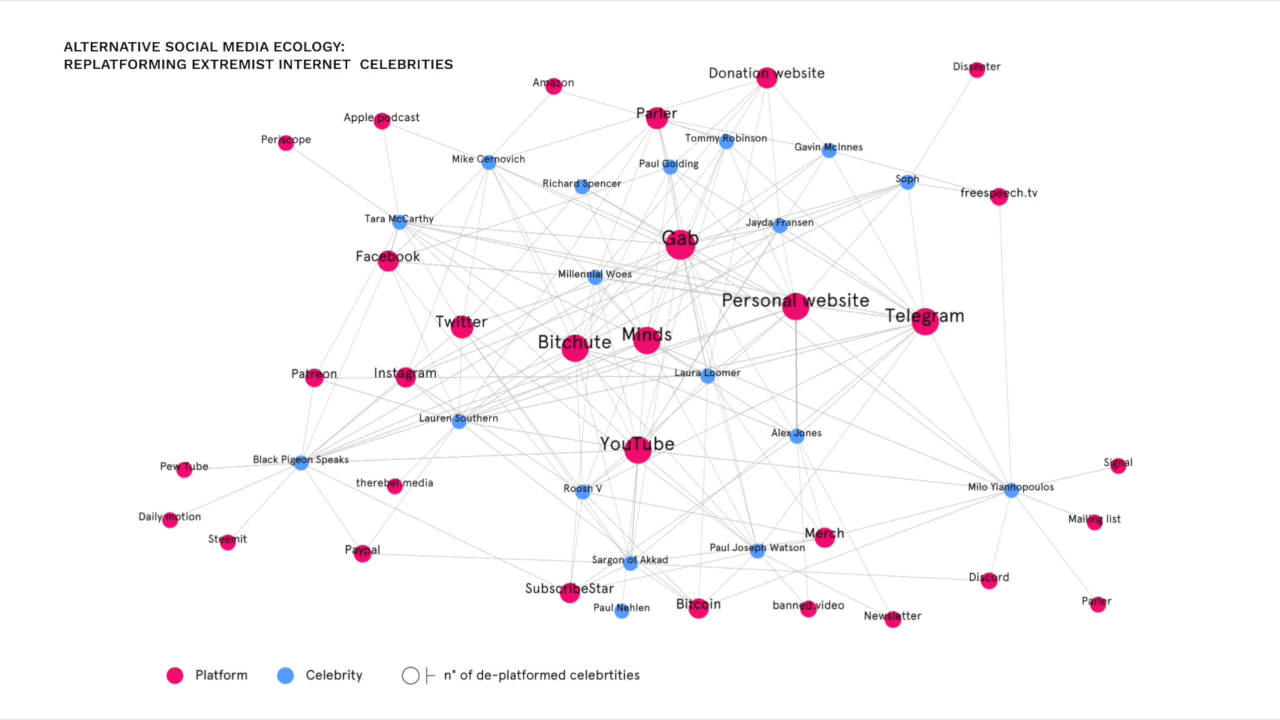 ALTERNATIVE SOCIAL MEDIA ECOLOGY:
REPLATFORMING EXTREMIST INTERNET CELEBRITIES
Dissenter
Donation website
Amazon
Parler
Apple podcast
Periscope
Tommy Robinson
Gavin McInnes
Mike Cernovich
Paul Golding
Richard Spencer
Soph
freespeech.tv
Tara McCarthy
Jayda Fransen
Gab
Facebook
Millennial Woes
Personal website
Telegram
Twitter
Minds
Bitchute
Patreon
Instagram
Laura Loomer
Lauren Southern
Alex Jones
YouTube
Black Pigeon Speaks
Pew Tube
Signal
therebel.media
Roosh V
Milo Yiannopoulos
Daily motion
Mailing list
Steemit
Merch
Paypal
Paul Joseph Watson
Sargon of Akkad
Discord
SubscribeStar
Parler
Paul Nehlen
Bitcoin
banned.video
Newsletter
Platform
Celebrity
n° of de-platformed celebrtities